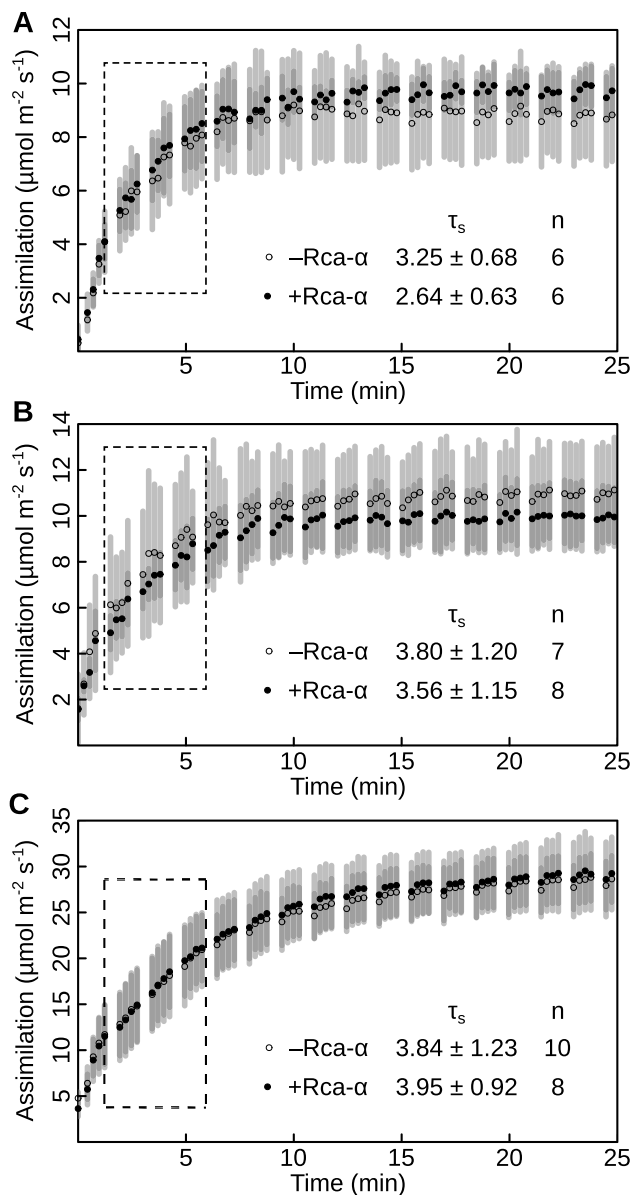 A
Assimilation (µmol m-2 s-1)
12
10
8
6
4
2
τs n
–Rca-α 3.25 ± 0.68 6
+Rca-α 2.64 ± 0.63 6
5 10 15 20 25
Time (min)
B
Assimilation (µmol m-2 s-1)
14
12
10
8
6
4
2
τs n
–Rca-α 3.80 ± 1.20 7
+Rca-α 3.56 ± 1.15 8
5 10 15 20 25
Time (min)
C
Assimilation (µmol m-2 s-1)
35
30
25
20
15
10
5
τs n
–Rca-α 3.84 ± 1.23 10
+Rca-α 3.95 ± 0.92 8
5 10 15 20 25
Time (min)